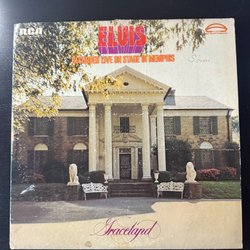 RCA
ELVIS
RECORDED LIVE ON STAGE IN MEMPHIS
Graceland